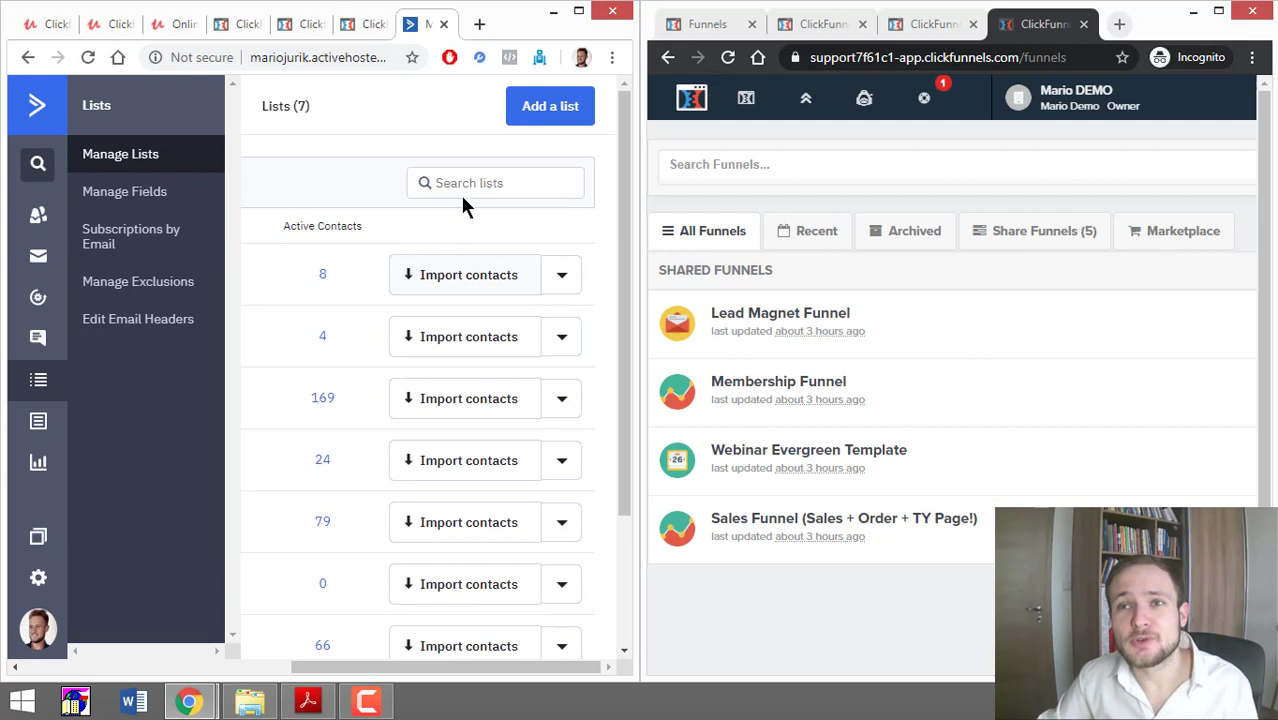 Click!
Click!
Onlin
Click
Click
Click
M
Not secure
mariojurik.activehoste...
Lists
Manage Lists
Manage Fields
Subscriptions by
Email
Manage Exclusions
Edit Email Headers
Lists (7)
Add a list
Search lists
Active Contacts
8
Import contacts
4
Import contacts
169
Import contacts
24
Import contacts
79
Import contacts
0
Import contacts
66
Import contacts
Funnels
ClickFunn
ClickFunn
ClickFunn
support7f61c1-app.clickfunnels.com/funnels
Incognito
1
Mario DEMO
Mario Demo Owner
Search Funnels...
All Funnels
Recent
Archived
Share Funnels (5)
Marketplace
SHARED FUNNELS
Lead Magnet Funnel
last updated about 3 hours ago
Membership Funnel
last updated about 3 hours ago
26
Webinar Evergreen Template
last updated about 3 hours ago
Sales Funnel (Sales + Order + TY Page!)
last updated about 3 hours ago